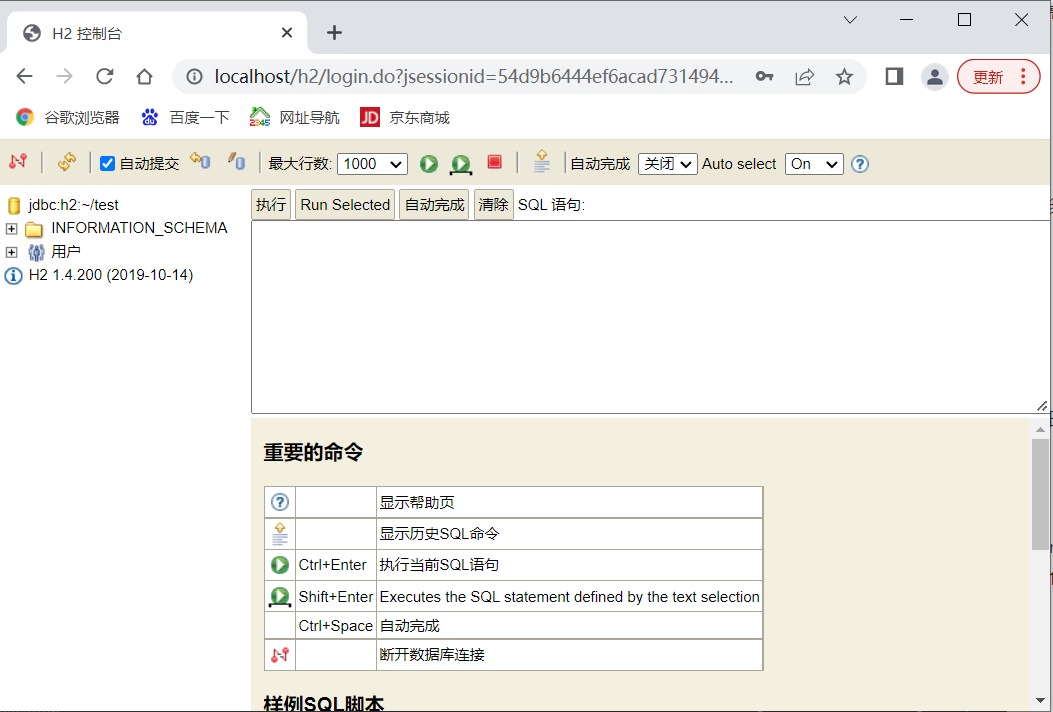 H2 控制台
localhost/h2/login.do?jsessionid=54d9b6444ef6acad731494...
更新
谷歌浏览器 百度一下 2345 网址导航 JD 京东商城
自动提交 最大行数: 1000 自动完成 关闭 Auto select On
jdbc:h2:~/test
INFORMATION_SCHEMA
用户
H2 1.4.200 (2019-10-14)
执行 Run Selected 自动完成 清除 SQL 语句:
重要的命令
显示帮助页
显示历史SQL命令
Ctrl+Enter 执行当前SQL语句
Shift+Enter Executes the SQL statement defined by the text selection
Ctrl+Space 自动完成
断开数据库连接
样例SQL脚本